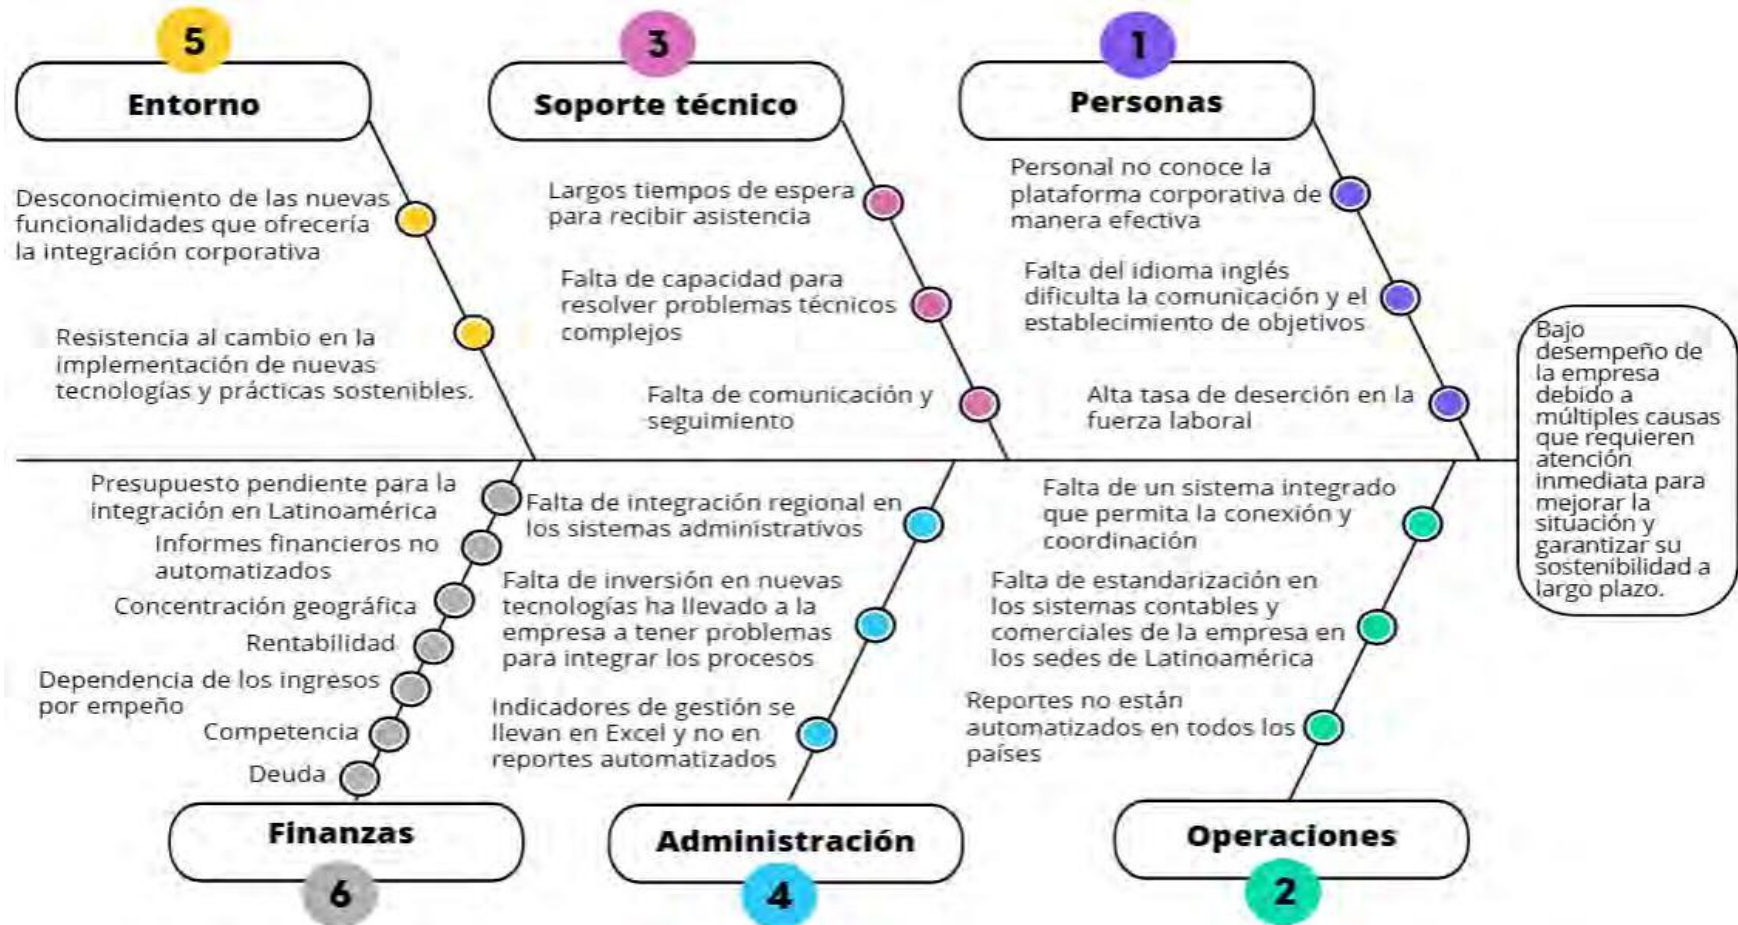 5
Entorno
Desconocimiento de las nuevas
funcionalidades que ofrecería
la integración corporativa
Resistencia al cambio en la
implementación de nuevas
tecnologías y prácticas sostenibles.
3
Soporte técnico
Largos tiempos de espera
para recibir asistencia
Falta de capacidad para
resolver problemas técnicos
complejos
Falta de comunicación y
seguimiento
1
Personas
Personal no conoce la
plataforma corporativa de
manera efectiva
Falta del idioma inglés
dificulta la comunicación y el
establecimiento de objetivos
Alta tasa de deserción en la
fuerza laboral
Bajo
desempeño de
la empresa
debido a
múltiples causas
que requieren
atención
inmediata para
mejorar la
situación y
garantizar su
sostenibilidad a
largo plazo.
Presupuesto pendiente para la
integración en Latinoamérica
Informes financieros no
automatizados
Concentración geográfica
Rentabilidad
Dependencia de los ingresos
por empeño
Competencia
Deuda
Finanzas
6
Falta de integración regional en
los sistemas administrativos
Falta de inversión en nuevas
tecnologías ha llevado a la
empresa a tener problemas
para integrar los procesos
Indicadores de gestión se
llevan en Excel y no en
reportes automatizados
Administración
4
Falta de un sistema integrado
que permita la conexión y
coordinación
Falta de estandarización en
los sistemas contables y
comerciales de la empresa en
los sedes de Latinoamérica
Reportes no están
automatizados en todos los
países
Operaciones
2